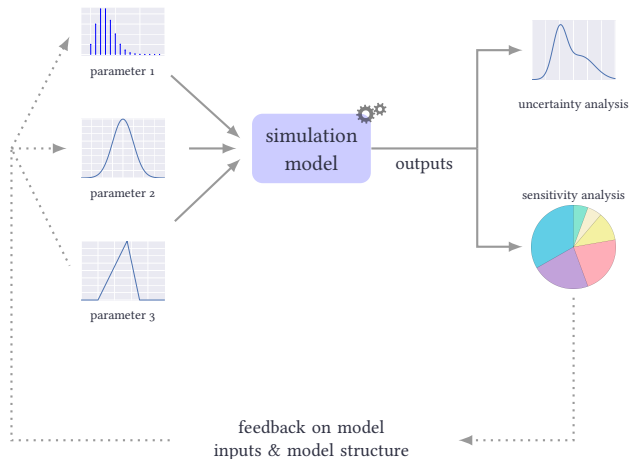 parameter 1
parameter 2
parameter 3
simulation
model
outputs
uncertainty analysis
sensitivity analysis
feedback on model
inputs & model structure